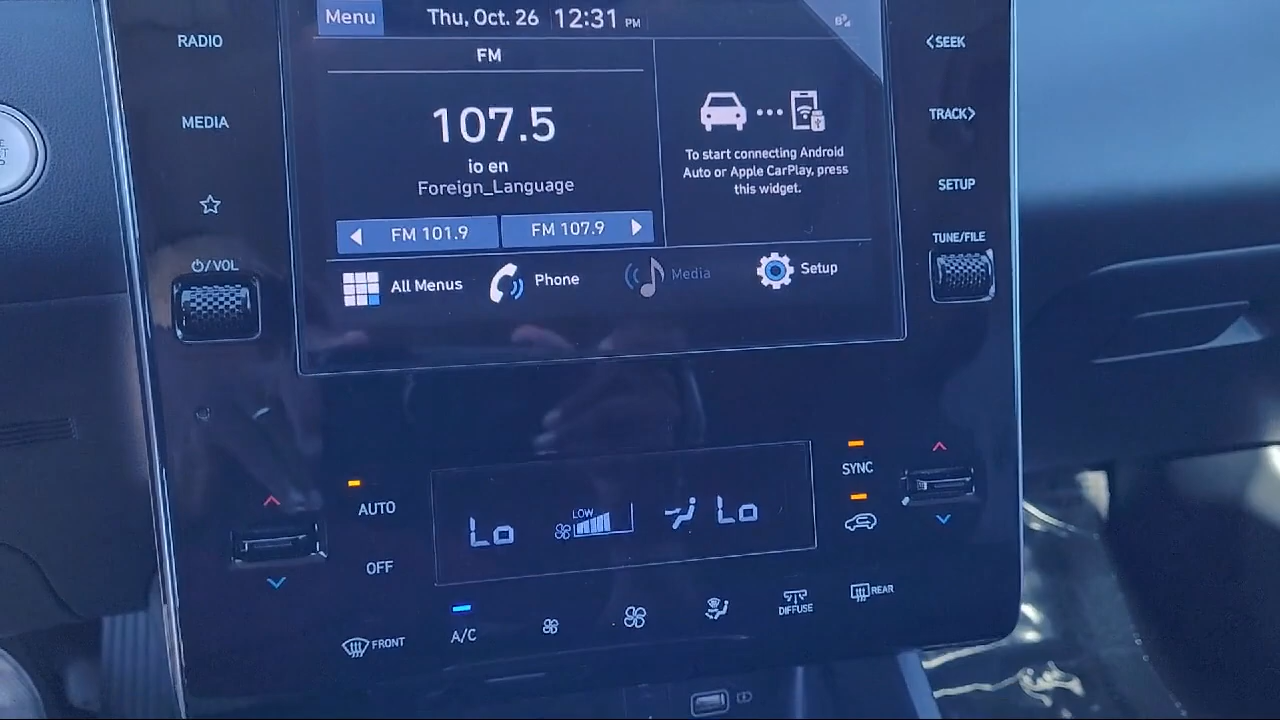 Menu
Thu, Oct. 26
12:31 PM
RADIO
FM
<SEEK
MEDIA
107.5
TRACK>
io en
Foreign_Language
To start connecting Android
Auto or Apple CarPlay, press
this widget.
SETUP
FM 101.9
FM 107.9
TUNE/FILE
/VOL
All Menus
Phone
Media
Setup
SYNC
AUTO
Lo
LOW
Lo
OFF
FRONT
A/C
DIFFUSE
REAR